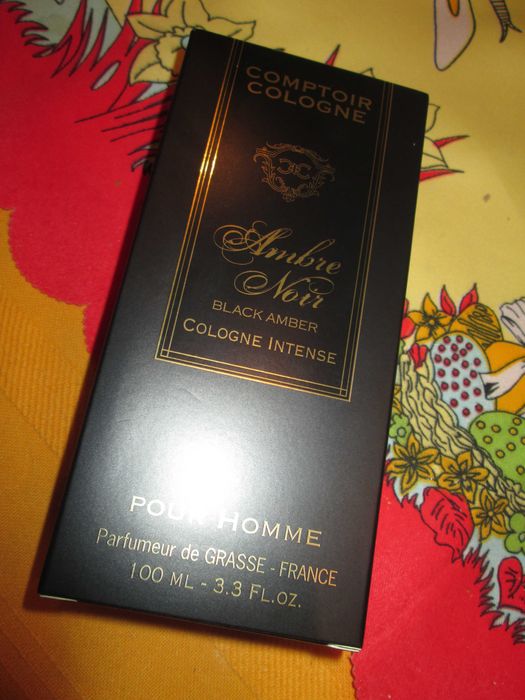 COMPTOIR
COLOGNE
Ambre
Noir
BLACK AMBER
COLOGNE INTENSE
POUR HOMME
Parfumeur de GRASSE - FRANCE
100 ML - 3.3 FL.OZ.